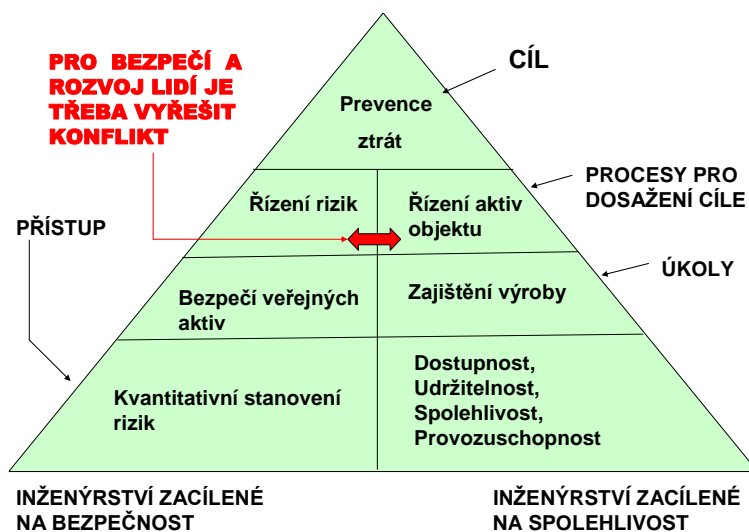 PRO BEZPEČÍ A
ROZVOJ LIDÍ JE
TŘEBA VYŘEŠIT
KONFLIKT
CÍL
Prevence
ztrát
PROCESY PRO
DOSAŽENÍ CÍLE
Řízení rizik
Řízení aktiv
objektu
PŘÍSTUP
ÚKOLY
Bezpečí veřejných
aktiv
Zajištění výroby
Kvantitativní stanovení
rizik
Dostupnost,
Udržitelnost,
Spolehlivost,
Provozuschopnost
INŽENÝRSTVÍ ZACÍLENÉ
NA BEZPEČNOST
INŽENÝRSTVÍ ZACÍLENÉ
NA SPOLEHLIVOST